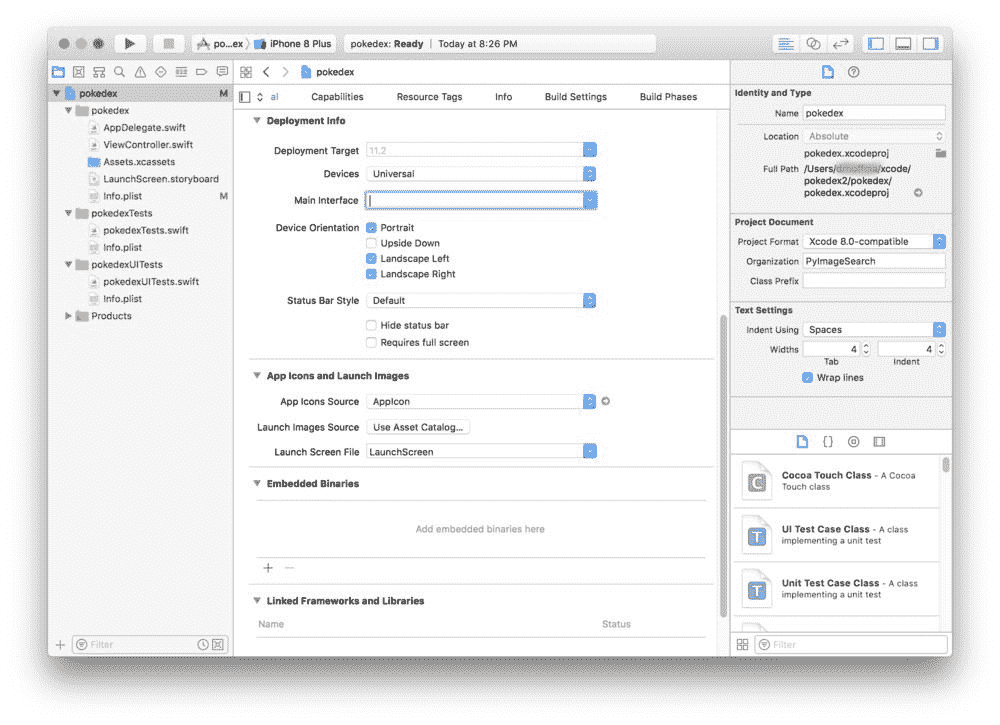 po...ex iPhone 8 Plus pokedex: Ready Today at 8:26 PM
pokedex
pokedex M
pokedex
AppDelegate.swift
ViewController.swift
Assets.xcassets
LaunchScreen.storyboard
Info.plist M
pokedexTests
pokedexTests.swift
Info.plist
pokedexUITests
pokedexUITests.swift
Info.plist
Products
Filter
al Capabilities Resource Tags Info Build Settings Build Phases
Deployment Info
Deployment Target 11.2
Devices Universal
Main Interface
Device Orientation Portrait
Upside Down
Landscape Left
Landscape Right
Status Bar Style Default
Hide status bar
Requires full screen
App Icons and Launch Images
App Icons Source AppIcon
Launch Images Source Use Asset Catalog...
Launch Screen File LaunchScreen
Embedded Binaries
Add embedded binaries here
Linked Frameworks and Libraries
Name Status
Identity and Type
Name pokedex
Location Absolute
pokedex.xcodeproj
Full Path /Users/ /xcode/
pokedex2/pokedex/
pokedex.xcodeproj
Project Document
Project Format Xcode 8.0-compatible
Organization PyImageSearch
Class Prefix
Text Settings
Indent Using Spaces
Widths 4 4
Tab Indent
Wrap lines
Cocoa Touch Class - A Cocoa
Touch class
UI Test Case Class - A class
implementing a unit test
Unit Test Case Class - A class
implementing a unit test
Filter